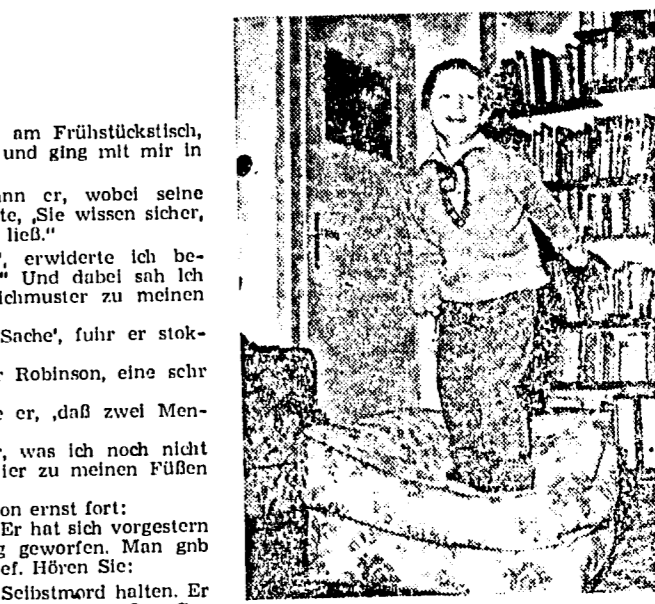 am Frühstückstisch,
und ging mit mir in
ann er, wobei seine
te, ‚Sie wissen sicher,
ließ.“
', erwiderte ich be-
“ Und dabei sah Ich
ichmuster zu meinen
Sache', fuhr er stok-
r Robinson, eine sehr
e er, ‚daß zwei Men-
r, was ich noch nicht
ier zu meinen Füßen
on ernst fort:
Er hat sich vorgestern
g geworfen. Man gab
ef. Hören Sie:
Selbstmord halten. Er